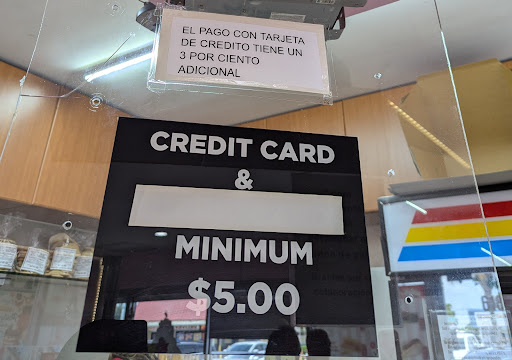 EL PAGO CON TARJETA
DE CREDITO TIENE UN
3 POR CIENTO
ADICIONAL
CREDIT CARD
&
MINIMUM
$5.00